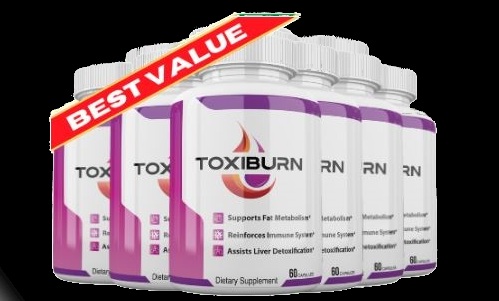 BEST VALUE
TOXIBURN
Supports Fat Metabolism*
Reinforces Immune System*
Assists Liver Detoxification*
Dietary Supplement 60 CAPSULES